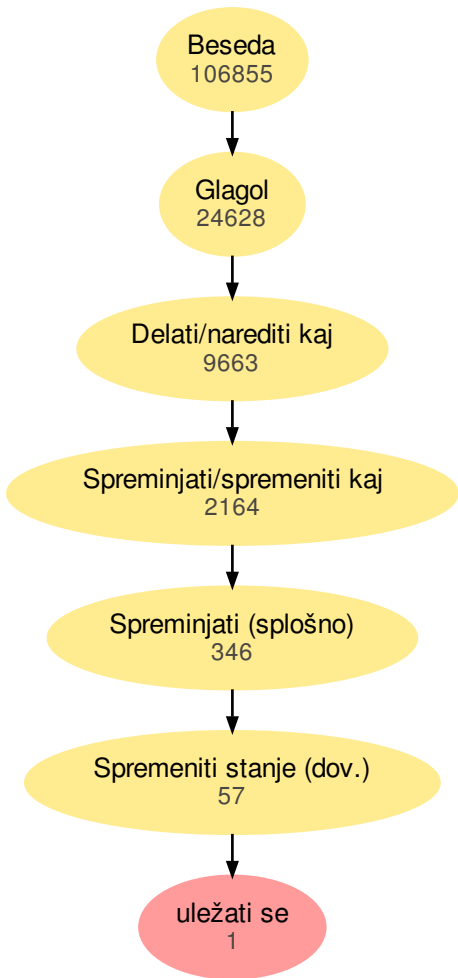 Beseda
106855
Glagol
24628
Delati/narediti kaj
9663
Spreminjati/spremeniti kaj
2164
Spreminjati (splošno)
346
Spremeniti stanje (dov.)
57
uležati se
1